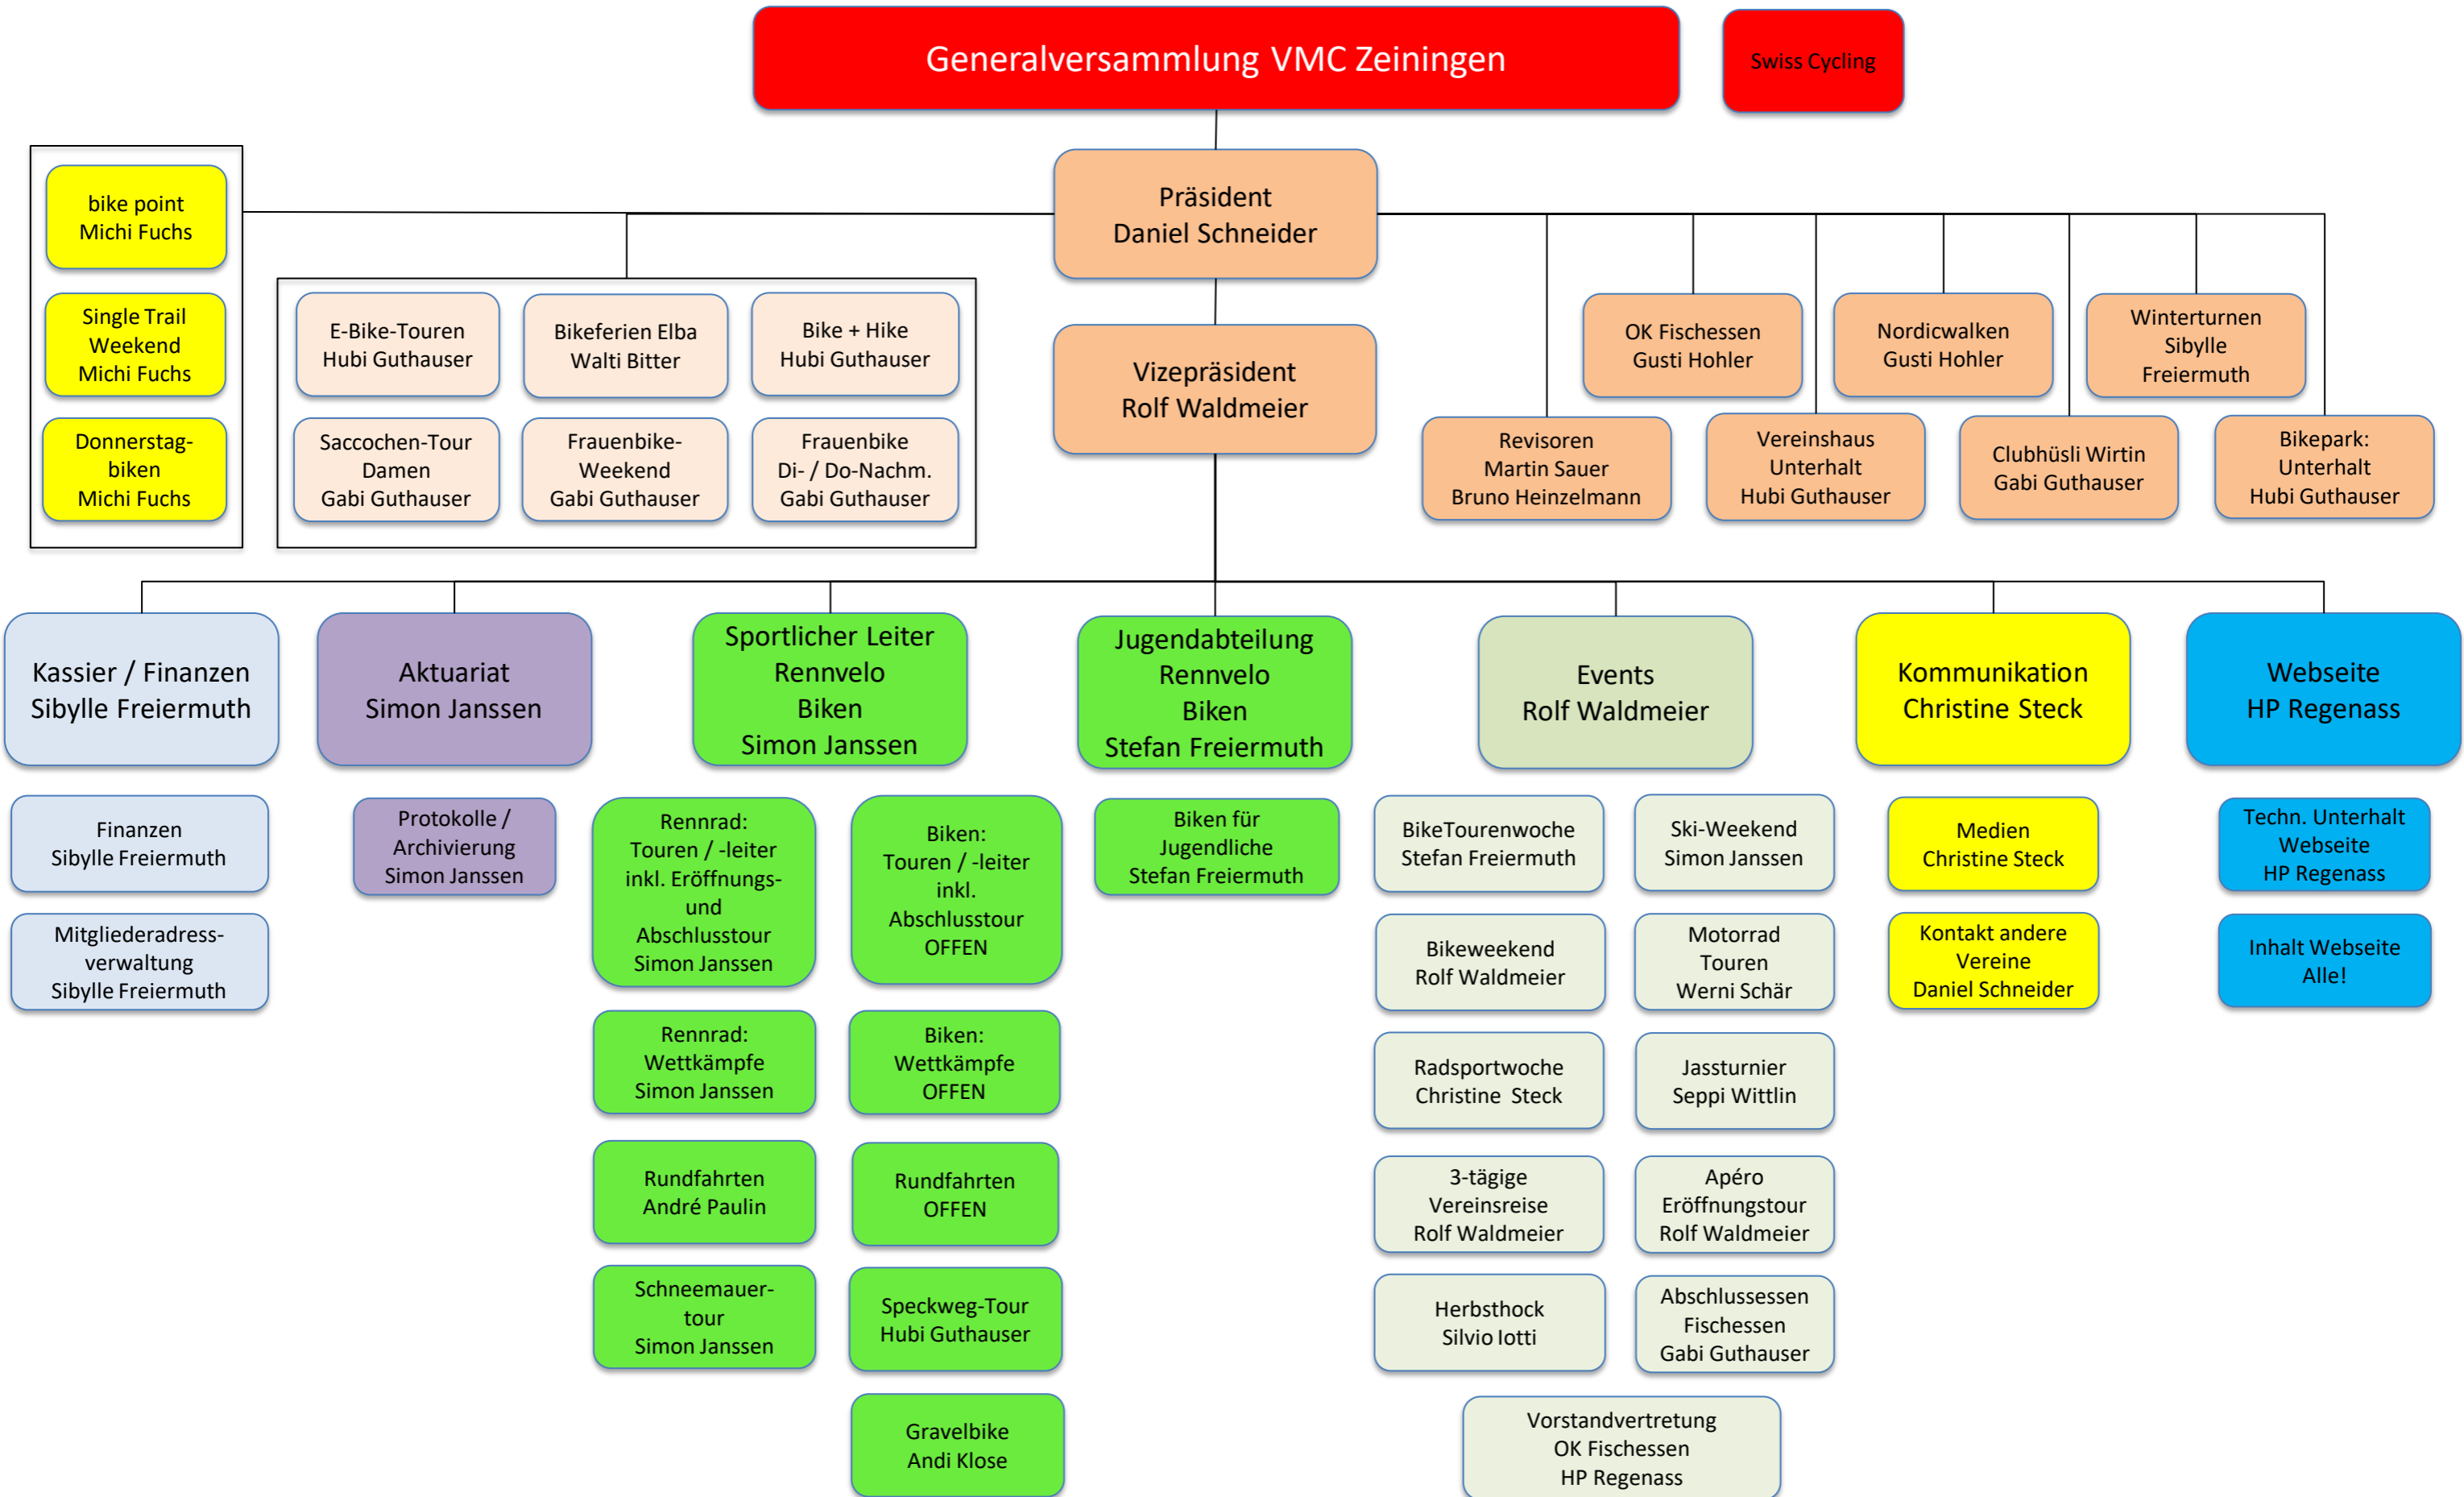 Generalversammlung VMC Zeiningen
Swiss Cycling
Präsident
Daniel Schneider
bike point
Michi Fuchs
Single Trail
Weekend
Michi Fuchs
Donnerstag-
biken
Michi Fuchs
E-Bike-Touren
Hubi Guthauser
Bikeferien Elba
Walti Bitter
Bike + Hike
Hubi Guthauser
Saccochen-Tour
Damen
Gabi Guthauser
Frauenbike-
Weekend
Gabi Guthauser
Frauenbike
Di- / Do-Nachm.
Gabi Guthauser
Vizepräsident
Rolf Waldmeier
OK Fischessen
Gusti Hohler
Nordicwalken
Gusti Hohler
Winterturnen
Sibylle
Freiermuth
Revisoren
Martin Sauer
Bruno Heinzelmann
Vereinshaus
Unterhalt
Hubi Guthauser
Clubhüsli Wirtin
Gabi Guthauser
Bikepark:
Unterhalt
Hubi Guthauser
Kassier / Finanzen
Sibylle Freiermuth
Aktuariat
Simon Janssen
Sportlicher Leiter
Rennvelo
Biken
Simon Janssen
Jugendabteilung
Rennvelo
Biken
Stefan Freiermuth
Events
Rolf Waldmeier
Kommunikation
Christine Steck
Webseite
HP Regenass
Finanzen
Sibylle Freiermuth
Mitgliederadress-
verwaltung
Sibylle Freiermuth
Protokolle /
Archivierung
Simon Janssen
Rennrad:
Touren / -leiter
inkl. Eröffnungs-
und
Abschlusstour
Simon Janssen
Rennrad:
Wettkämpfe
Simon Janssen
Rundfahrten
André Paulin
Schneemauer-
tour
Simon Janssen
Biken:
Touren / -leiter
inkl.
Abschlusstour
OFFEN
Biken:
Wettkämpfe
OFFEN
Rundfahrten
OFFEN
Speckweg-Tour
Hubi Guthauser
Gravelbike
Andi Klose
Biken für
Jugendliche
Stefan Freiermuth
BikeTourenwoche
Stefan Freiermuth
Ski-Weekend
Simon Janssen
Bikeweekend
Rolf Waldmeier
Motorrad
Touren
Werni Schär
Radsportwoche
Christine Steck
Jassturnier
Seppi Wittlin
3-tägige
Vereinsreise
Rolf Waldmeier
Apéro
Eröffnungstour
Rolf Waldmeier
Herbsthock
Silvio Iotti
Abschlussessen
Fischessen
Gabi Guthauser
Vorstandvertretung
OK Fischessen
HP Regenass
Medien
Christine Steck
Kontakt andere
Vereine
Daniel Schneider
Techn. Unterhalt
Webseite
HP Regenass
Inhalt Webseite
Alle!